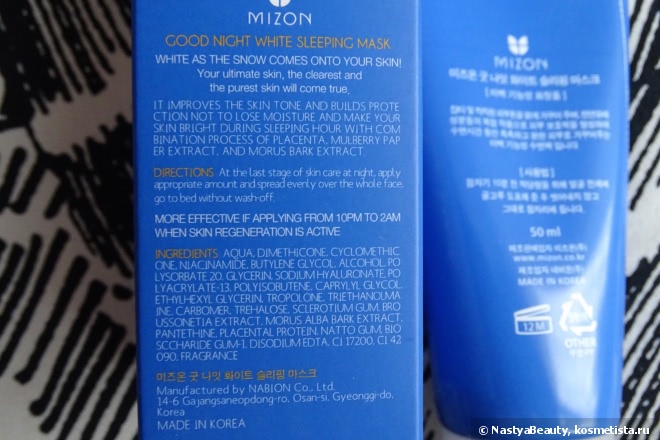 MIZON
GOOD NIGHT WHITE SLEEPING MASK
WHITE AS THE SNOW COMES ONTO YOUR SKIN!
Your ultimate skin, the clearest and
the purest skin will come true,
IT IMPROVES THE SKIN TONE AND BUILDS PROTE
CTION NOT TO LOSE MOISTURE AND MAKE YOUR
SKIN BRIGHT DURING SLEEPING HOUR WITH COM
BINATION PROCESS OF PLACENTA, MULBERRY PAP
ER EXTRACT, AND MORUS BARK EXTRACT.
DIRECTIONS At the last stage of skin care at night, apply
appropriate amount and spread evenly over the whole face.
go to bed without wash-off.
MORE EFFECTIVE IF APPLYING FROM 10PM TO 2AM
WHEN SKIN REGENERATION IS ACTIVE
INGREDIENTS AQUA, DIMETHICONE, CYCLOMETHIC
ONE, NIACINAMIDE, BUTYLENE GLYCOL, ALCOHOL, PO
LYSORBATE 20, GLYCERIN, SODIUM HYALURONATE, PO
LYACRYLATE-13, POLYISOBUTENE, CAPRYLYL GLYCOL,
ETHYLHEXYL GLYCERIN, TROPOLONE, TRIETHANOLMA
INE, CARBOMER, TREHALOSE, SCLEROTIUM GUM, BRO
USSONETIA EXTRACT, MORUS ALBA BARK EXTRACT,
PANTETHINE, PLACENTAL PROTEIN, NATTO GUM, BIO
SCCHARIDE GUM-1, DISODIUM EDTA, CI 17200, CI 42
090, FRAGRANCE
미즈온 굿 나잇 화이트 슬리핑 마스크
Manufactured by NABION Co., Ltd.
14-6 Gajangsaneopdong-ro, Osan-si, Gyeonggi-do,
Korea
MADE IN KOREA
MIZON
미즈온 굿 나잇 화이트 슬리핑 마스크
[사용법]
50 ml
www.mizon.co.kr
MADE IN KOREA
12 M
OTHER
© NastyaBeauty, kosmetista.ru